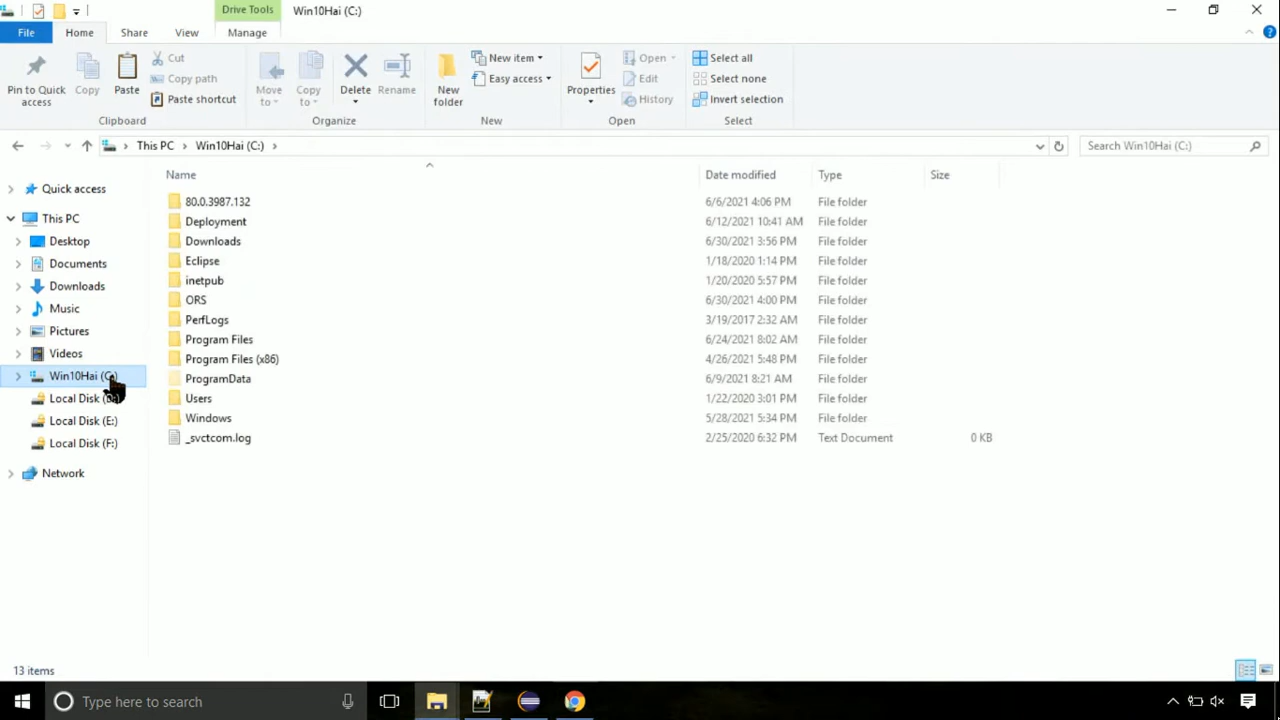 Drive Tools Win10Hai (C:)
File Home Share View Manage
Pin to Quick access
Copy
Paste
Cut
Copy path
Paste shortcut
Clipboard
Move to
Copy to
Delete
Rename
Organize
New folder
New item
Easy access
New
Properties
Open
Edit
History
Open
Select all
Select none
Invert selection
Select
This PC Win10Hai (C:)
Search Win10Hai (C:)
Quick access
This PC
Desktop
Documents
Downloads
Music
Pictures
Videos
Win10Hai (C:)
Local Disk
Local Disk (E:)
Local Disk (F:)
Network
Name Date modified Type Size
80.0.3987.132 6/6/2021 4:06 PM File folder
Deployment 6/12/2021 10:41 AM File folder
Downloads 6/30/2021 3:56 PM File folder
Eclipse 1/18/2020 1:14 PM File folder
inetpub 1/20/2020 5:57 PM File folder
ORS 6/30/2021 4:00 PM File folder
PerfLogs 3/19/2017 2:32 AM File folder
Program Files 6/24/2021 8:02 AM File folder
Program Files (x86) 4/26/2021 5:48 PM File folder
ProgramData 6/9/2021 8:21 AM File folder
Users 1/22/2020 3:01 PM File folder
Windows 5/28/2021 5:34 PM File folder
_svctcom.log 2/25/2020 6:32 PM Text Document 0 KB
13 items
Type here to search